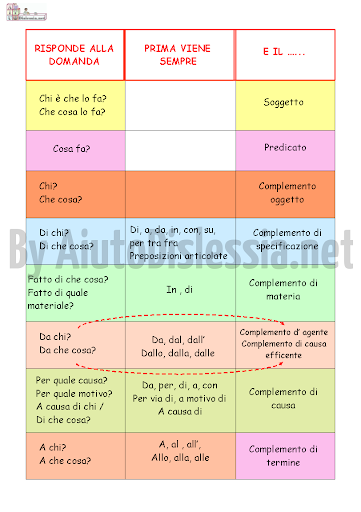 RISPONDE ALLA
DOMANDA
PRIMA VIENE
SEMPRE
E IL ......
Chi è che lo fa?
Che cosa lo fa?
Soggetto
Cosa fa?
Predicato
Chi?
Che cosa?
Complemento
oggetto
Di chi?
Di che cosa?
Di, a, da, in, con, su,
per tra fra
Preposizioni articolate
Complemento di
specificazione
By AiutoDislessia.net
Fatto di che cosa?
Fatto di quale
materiale?
In , di
Complemento di
materia
Da chi?
Da che cosa?
Da, dal, dall'
Dallo, dalla, dalle
Complemento d' agente
Complemento di causa
efficente
Per quale causa?
Per quale motivo?
A causa di chi /
Di che cosa?
Da, per, di, a, con
Per via di, a motivo di
A causa di
Complemento di
causa
A chi?
A che cosa?
A, al , all',
Allo, alla, alle
Complemento di
termine